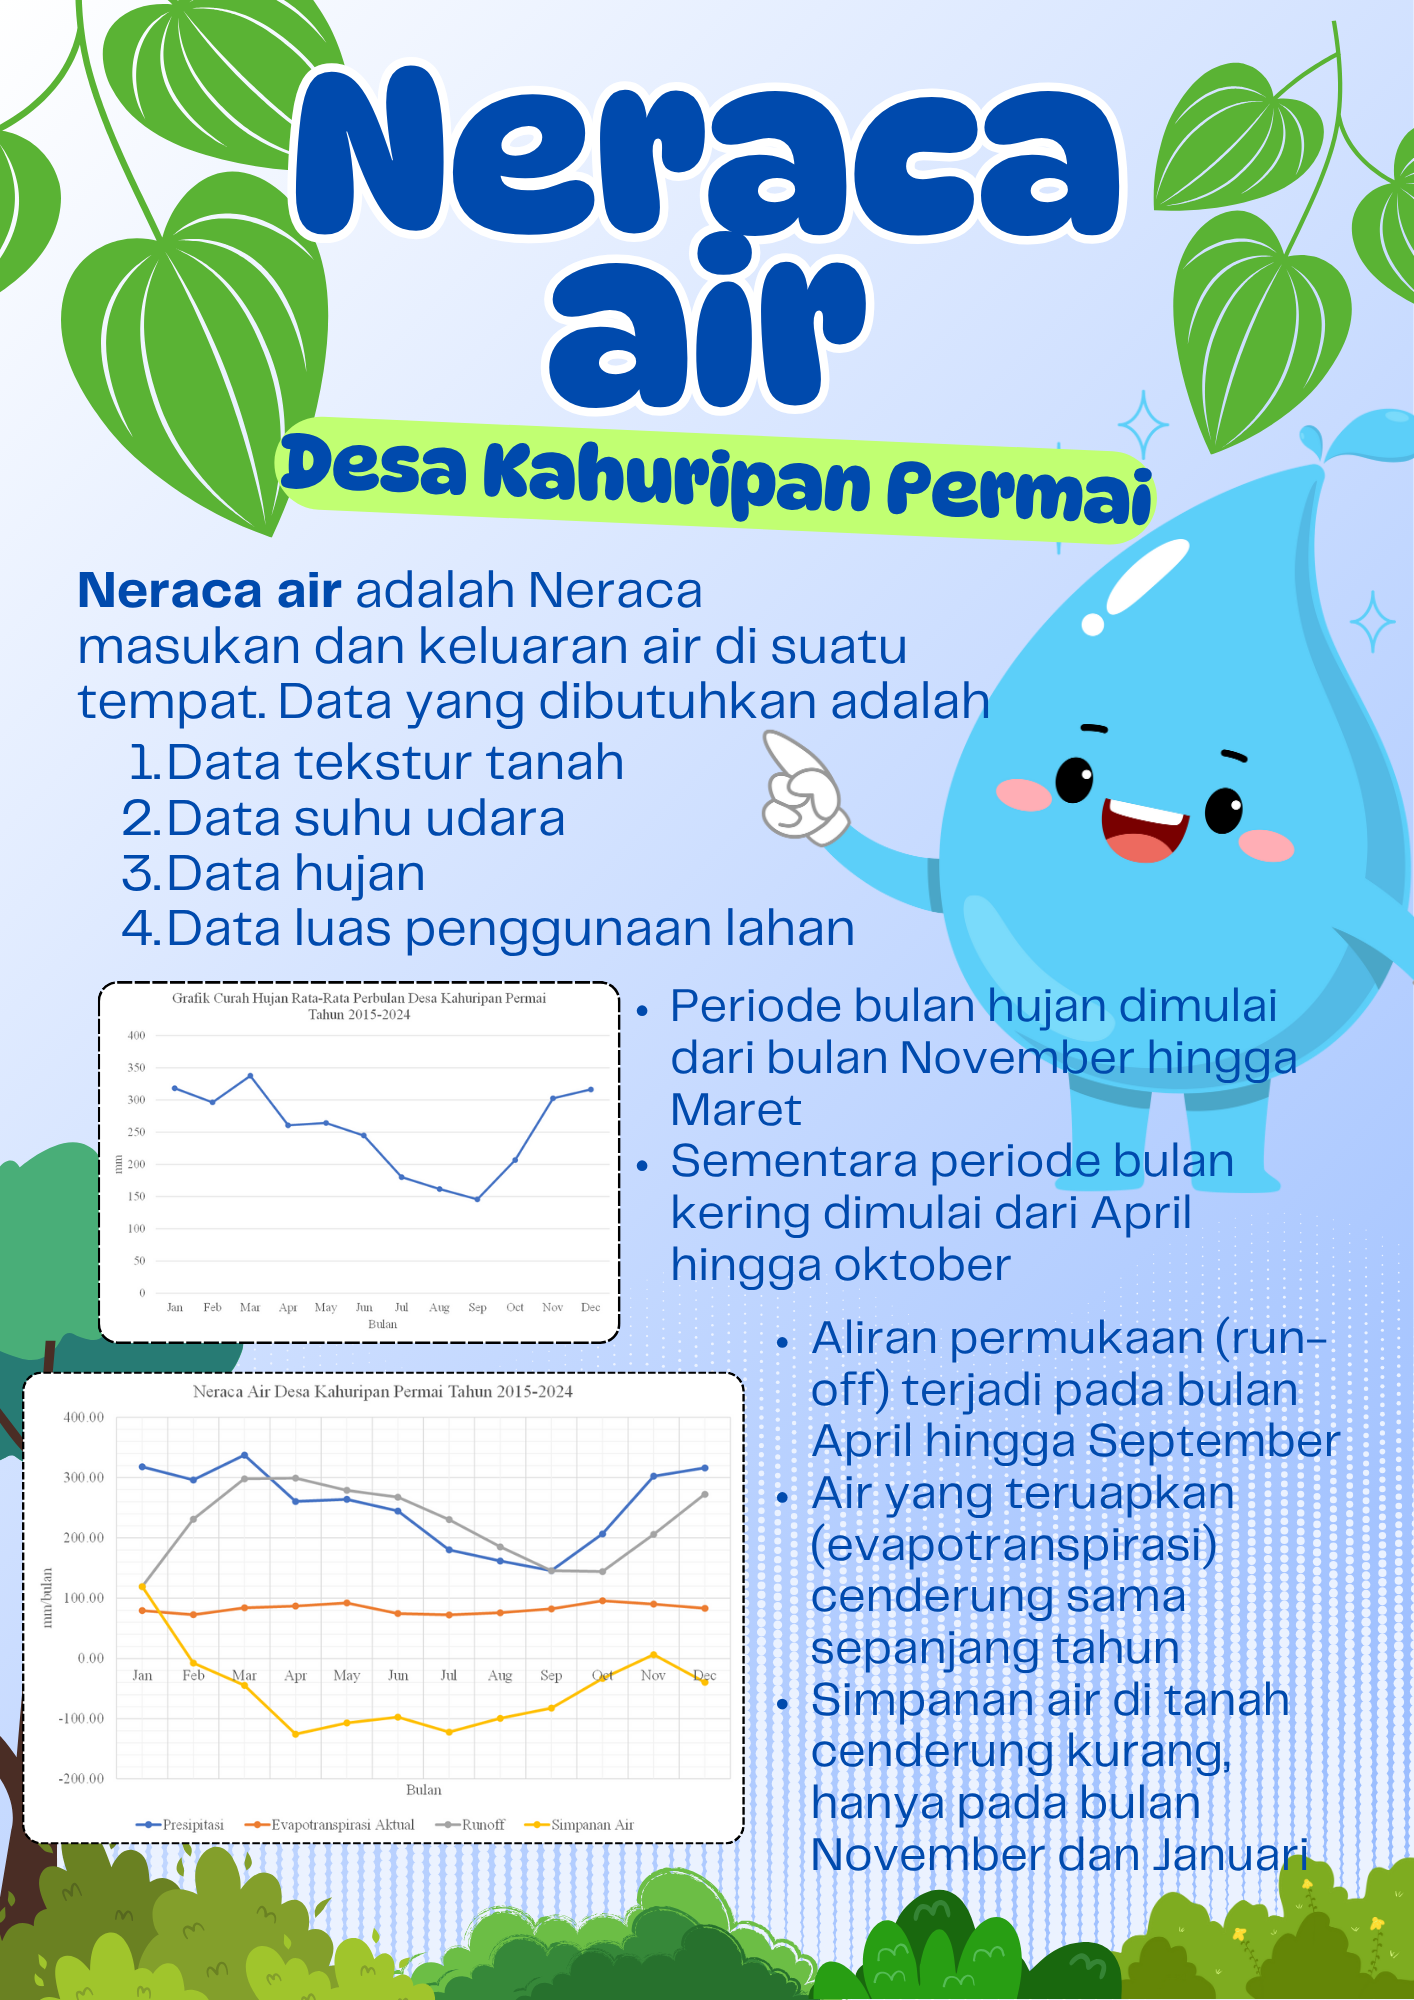 Neraca
air
Desa Kahuripan Permai
Neraca air adalah Neraca
masukan dan keluaran air di suatu
tempat. Data yang dibutuhkan adalah
1. Data tekstur tanah
2. Data suhu udara
3. Data hujan
4. Data luas penggunaan lahan
Grafik Curah Hujan Rata-Rata Perbulan Desa Kahuripan Permai
Tahun 2015-2024
400
350
300
250
200
150
100
50
0
mm
Jan Feb Mar Apr May Jun Jul Aug Sep Oct Nov Dec
Bulan
• Periode bulan hujan dimulai
dari bulan November hingga
Maret
• Sementara periode bulan
kering dimulai dari April
hingga oktober
Neraca Air Desa Kahuripan Permai Tahun 2015-2024
400.00
300.00
200.00
100.00
0.00
-100.00
-200.00
mm/bulan
Jan Feb Mar Apr May Jun Jul Aug Sep Oct Nov Dec
Bulan
Presipitasi Evapotranspirasi Aktual Runoff Simpanan Air
• Aliran permukaan (run-
off) terjadi pada bulan
April hingga September
• Air yang teruapkan
(evapotranspirasi)
cenderung sama
sepanjang tahun
• Simpanan air di tanah
cenderung kurang,
hanya pada bulan
November dan Januari